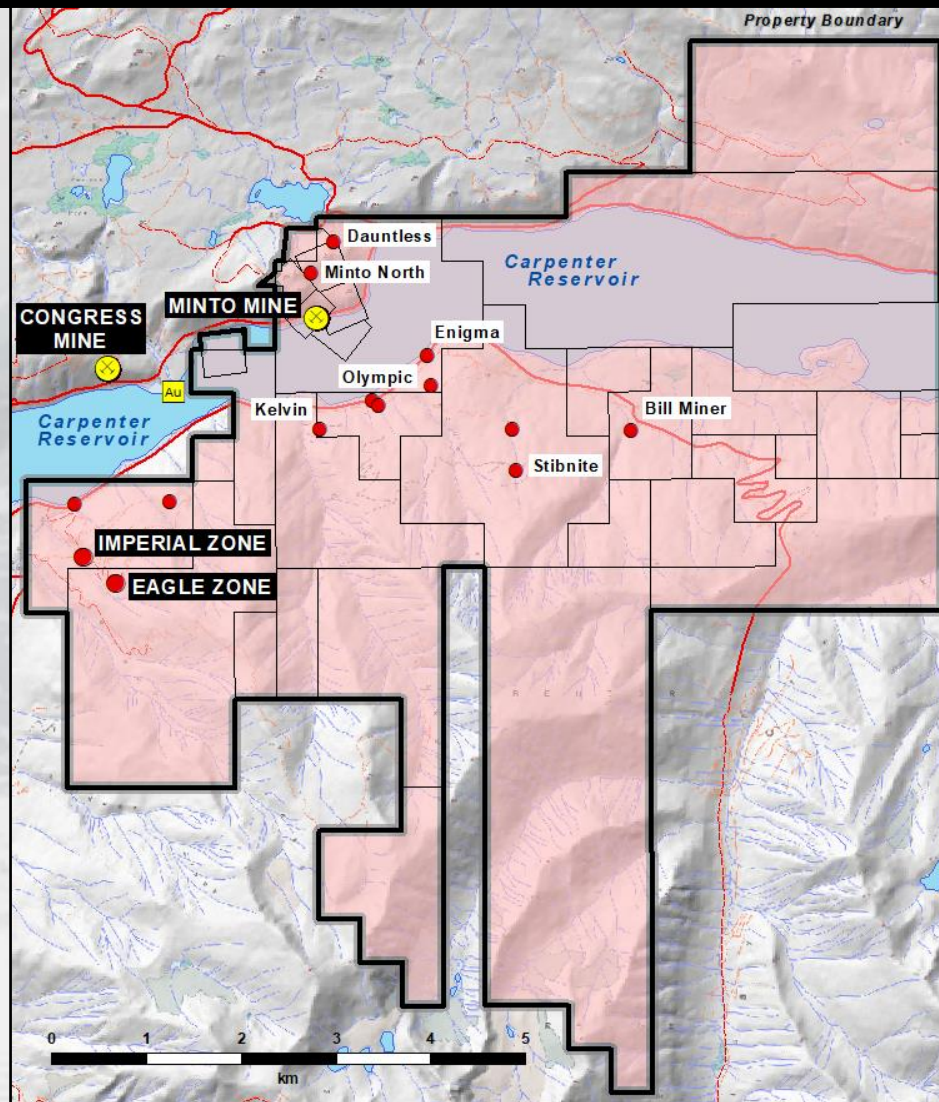 Property Boundary
Dauntless
Carpenter
Reservoir
Minto North
MINTO MINE
CONGRESS
MINE
Enigma
Olympic
Au
Kelvin
Bill Miner
Carpenter
Reservoir
Stibnite
IMPERIAL ZONE
EAGLE ZONE
0 1 2 3 4 5
km